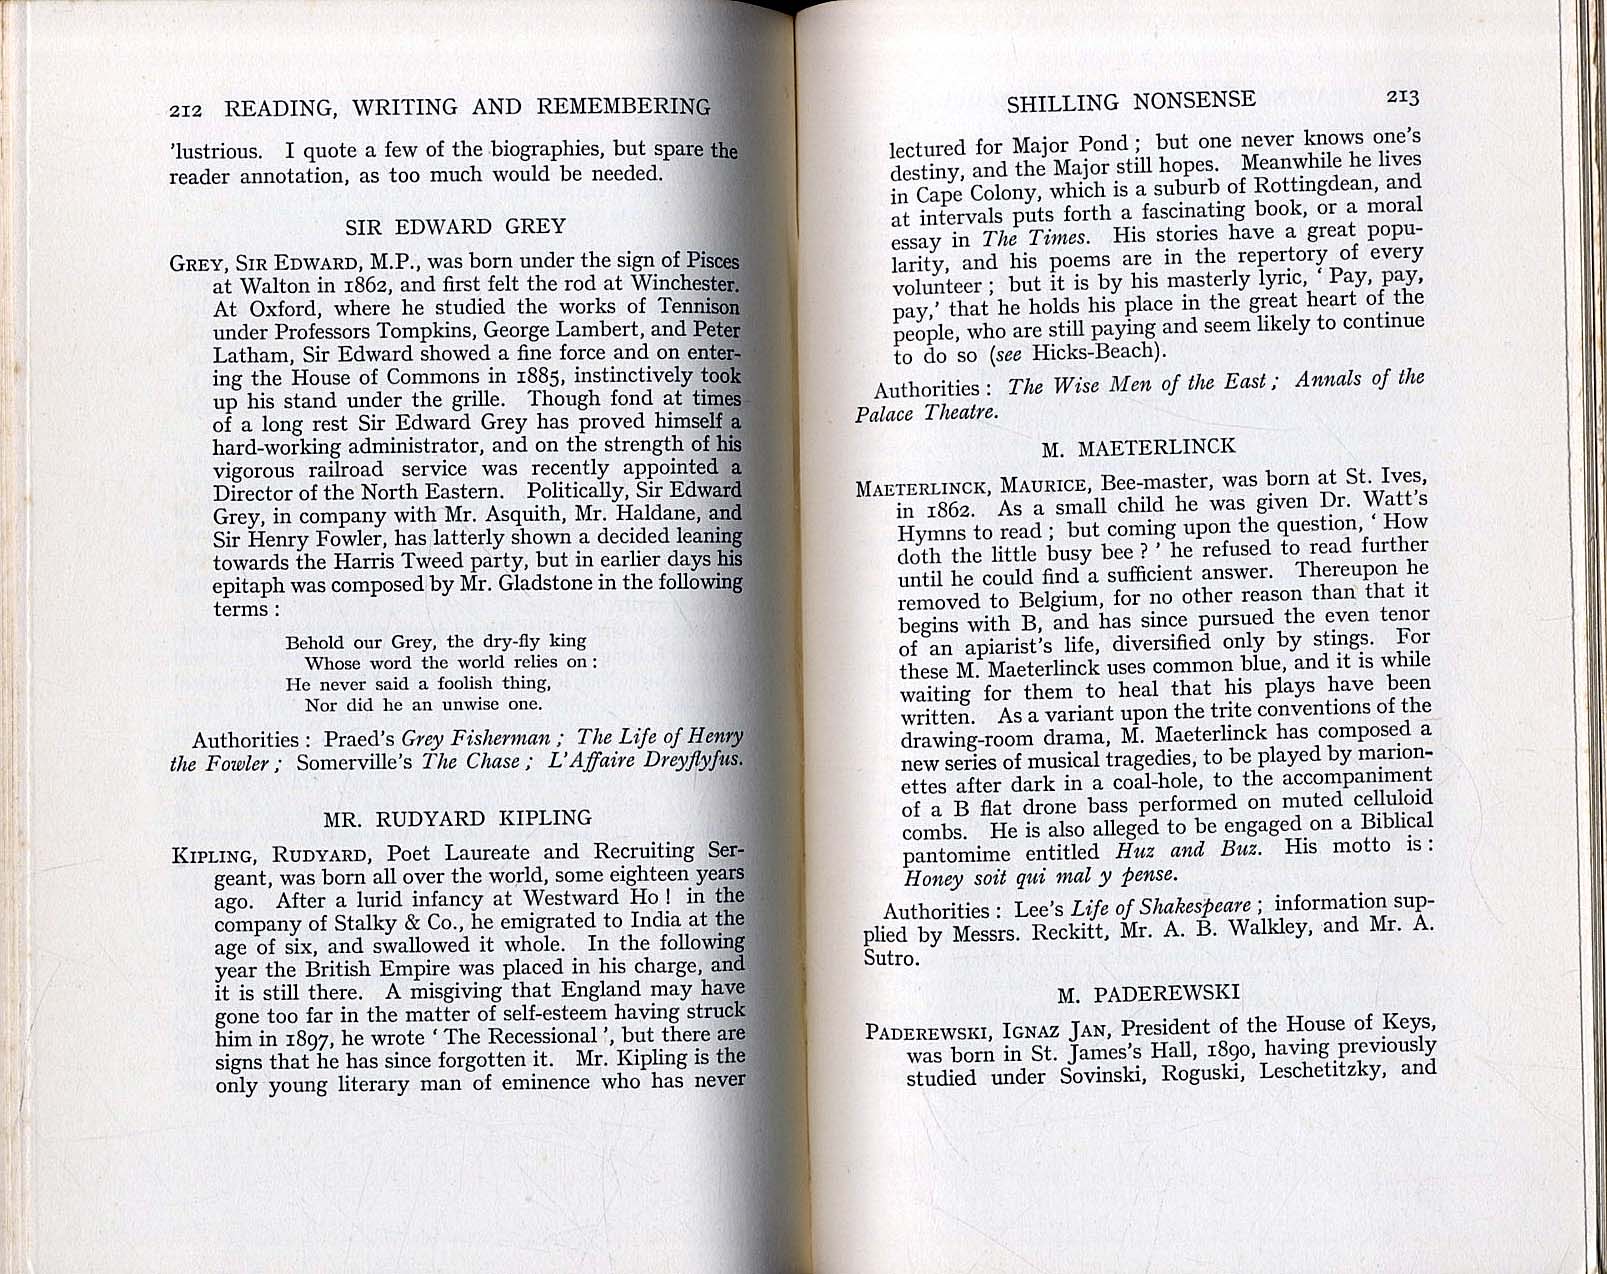 212 READING, WRITING AND REMEMBERING
'lustrious. I quote a few of the biographies, but spare the
reader annotation, as too much would be needed.
SIR EDWARD GREY
GREY, SIR EDWARD, M.P., was born under the sign of Pisces
at Walton in 1862, and first felt the rod at Winchester.
At Oxford, where he studied the works of Tennison
under Professors Tompkins, George Lambert, and Peter
Latham, Sir Edward showed a fine force and on enter-
ing the House of Commons in 1885, instinctively took
up his stand under the grille. Though fond at times
of a long rest Sir Edward Grey has proved himself a
hard-working administrator, and on the strength of his
vigorous railroad service was recently appointed a
Director of the North Eastern. Politically, Sir Edward
Grey, in company with Mr. Asquith, Mr. Haldane, and
Sir Henry Fowler, has latterly shown a decided leaning
towards the Harris Tweed party, but in earlier days his
epitaph was composed by Mr. Gladstone in the following
terms :
Behold our Grey, the dry-fly king
Whose word the world relies on :
He never said a foolish thing,
Nor did he an unwise one.
Authorities : Praed's Grey Fisherman ; The Life of Henry
the Fowler ; Somerville's The Chase ; L'Affaire Dreyflyfus.
MR. RUDYARD KIPLING
KIPLING, RUDYARD, Poet Laureate and Recruiting Ser-
geant, was born all over the world, some eighteen years
ago. After a lurid infancy at Westward Ho ! in the
company of Stalky & Co., he emigrated to India at the
age of six, and swallowed it whole. In the following
year the British Empire was placed in his charge, and
it is still there. A misgiving that England may have
gone too far in the matter of self-esteem having struck
him in 1897, he wrote ‘ The Recessional ’, but there are
signs that he has since forgotten it. Mr. Kipling is the
only young literary man of eminence who has never
SHILLING NONSENSE 213
lectured for Major Pond ; but one never knows one's
destiny, and the Major still hopes. Meanwhile he lives
in Cape Colony, which is a suburb of Rottingdean, and
at intervals puts forth a fascinating book, or a moral
essay in The Times. His stories have a great popu-
larity, and his poems are in the repertory of every
volunteer ; but it is by his masterly lyric, ‘ Pay, pay,
pay,’ that he holds his place in the great heart of the
people, who are still paying and seem likely to continue
to do so (see Hicks-Beach).
Authorities : The Wise Men of the East ; Annals of the
Palace Theatre.
M. MAETERLINCK
MAETERLINCK, MAURICE, Bee-master, was born at St. Ives,
in 1862. As a small child he was given Dr. Watt's
Hymns to read ; but coming upon the question, ‘ How
doth the little busy bee ? ’ he refused to read further
until he could find a sufficient answer. Thereupon he
removed to Belgium, for no other reason than that it
begins with B, and has since pursued the even tenor
of an apiarist's life, diversified only by stings. For
these M. Maeterlinck uses common blue, and it is while
waiting for them to heal that his plays have been
written. As a variant upon the trite conventions of the
drawing-room drama, M. Maeterlinck has composed a
new series of musical tragedies, to be played by marion-
ettes after dark in a coal-hole, to the accompaniment
of a B flat drone bass performed on muted celluloid
combs. He is also alleged to be engaged on a Biblical
pantomime entitled Huz and Buz. His motto is :
Honey soit qui mal y pense.
Authorities : Lee's Life of Shakespeare ; information sup-
plied by Messrs. Reckitt, Mr. A. B. Walkley, and Mr. A.
Sutro.
M. PADEREWSKI
PADEREWSKI, IGNAZ JAN, President of the House of Keys,
was born in St. James's Hall, 1890, having previously
studied under Sovinski, Roguski, Leschetitzky, and